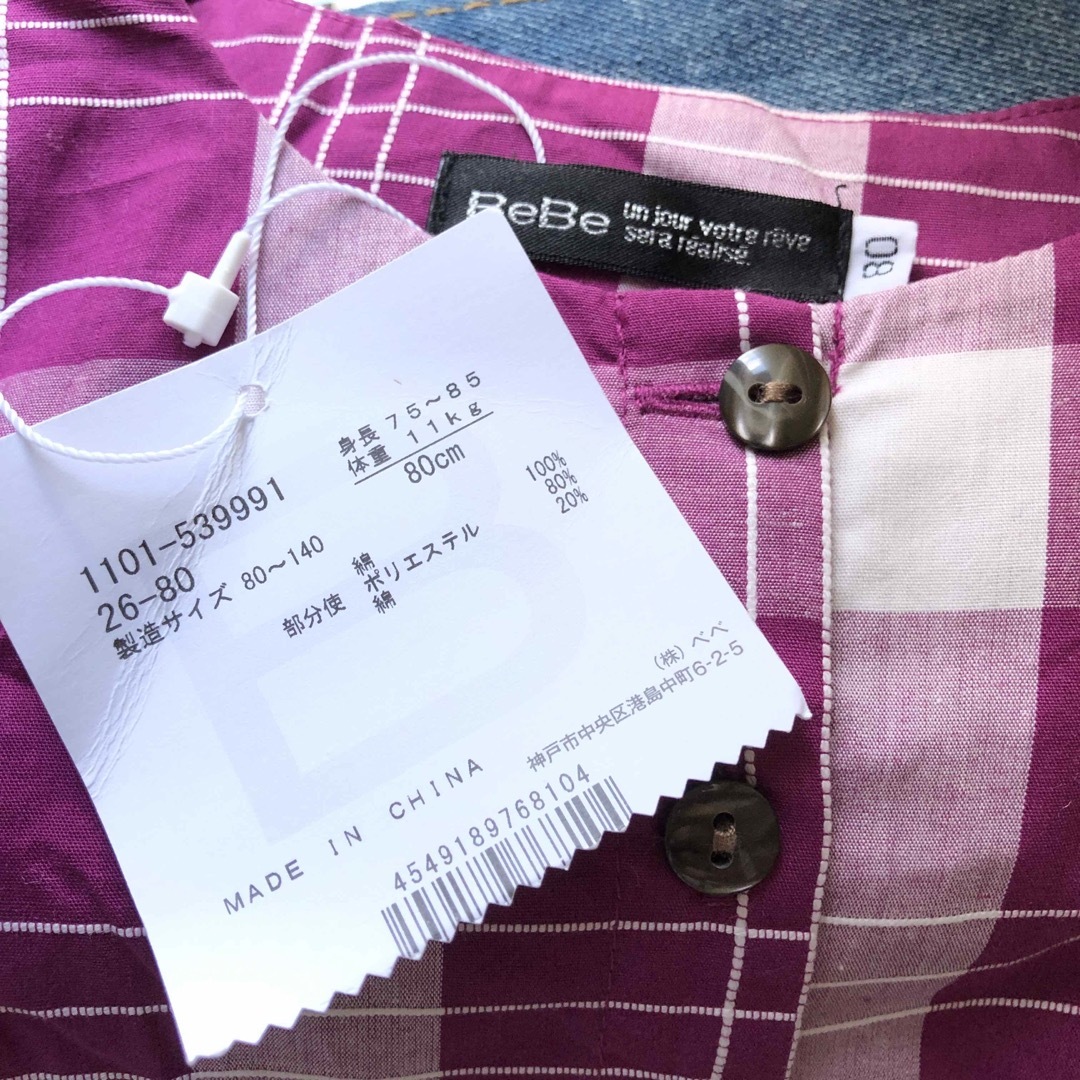 BeBe
un jour votre rêve
sera réalisé.
80
身長 75~85
体重 11kg
80cm
1101-539991
26-80
製造サイズ 80~140
綿 100%
部分使 ポリエステル 80%
綿 20%
(株)べべ
神戸市中央区港島中町6-2-5
MADE IN CHINA
4549189768104